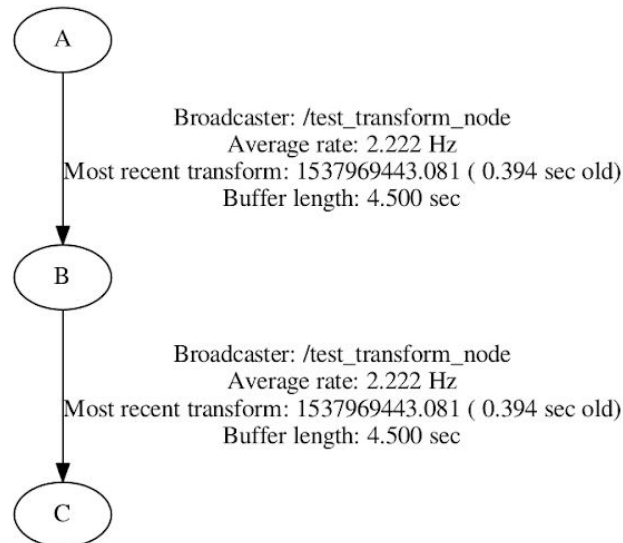 A
Broadcaster: /test_transform_node
Average rate: 2.222 Hz
Most recent transform: 1537969443.081 ( 0.394 sec old)
Buffer length: 4.500 sec
B
Broadcaster: /test_transform_node
Average rate: 2.222 Hz
Most recent transform: 1537969443.081 ( 0.394 sec old)
Buffer length: 4.500 sec
C